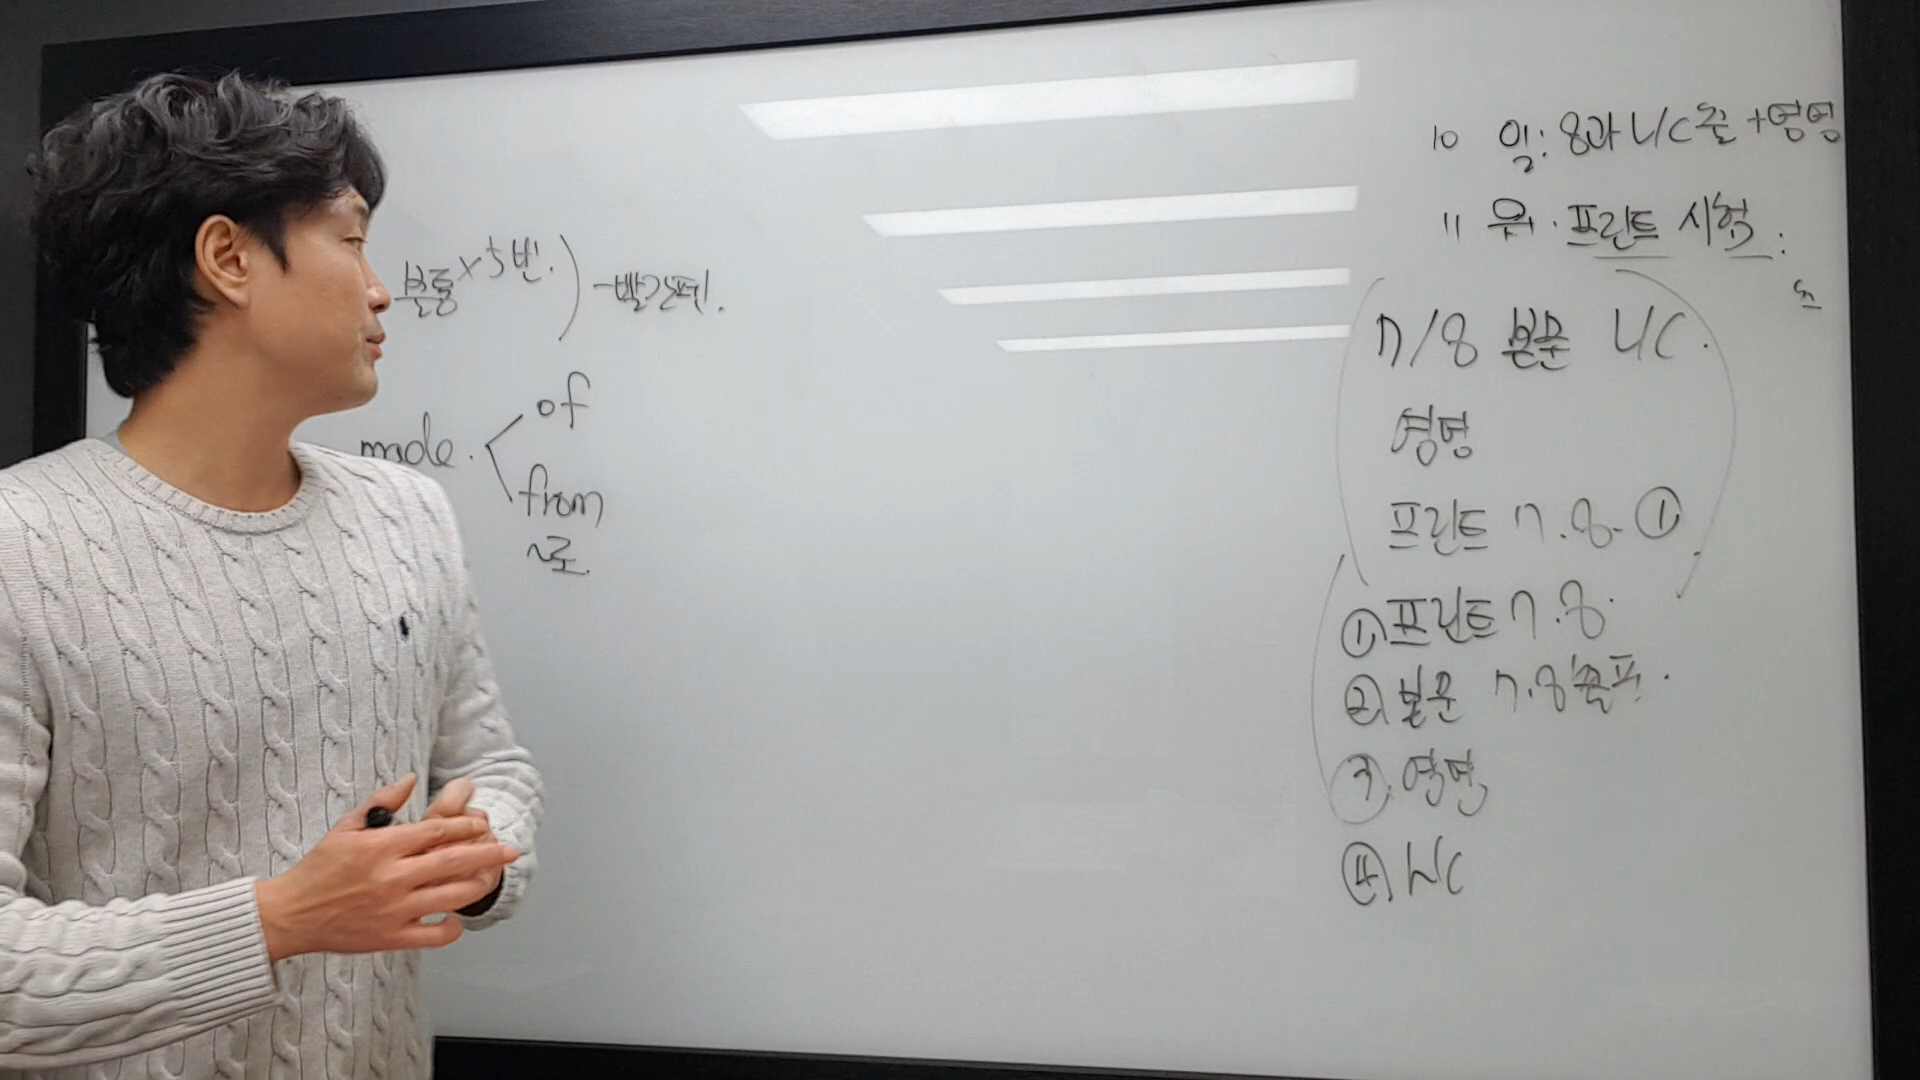 본동 x 5번.) - 빨간펜.
made. < of
from
~로.
10 일: 8과 N/C 준 + 영영
11 월. 프린트 시험.
7/8 본문 N/C.
영영
프린트 7.8. ①
① 프린트 7.8.
② 본문 7.8
③. 영영
④ N/C